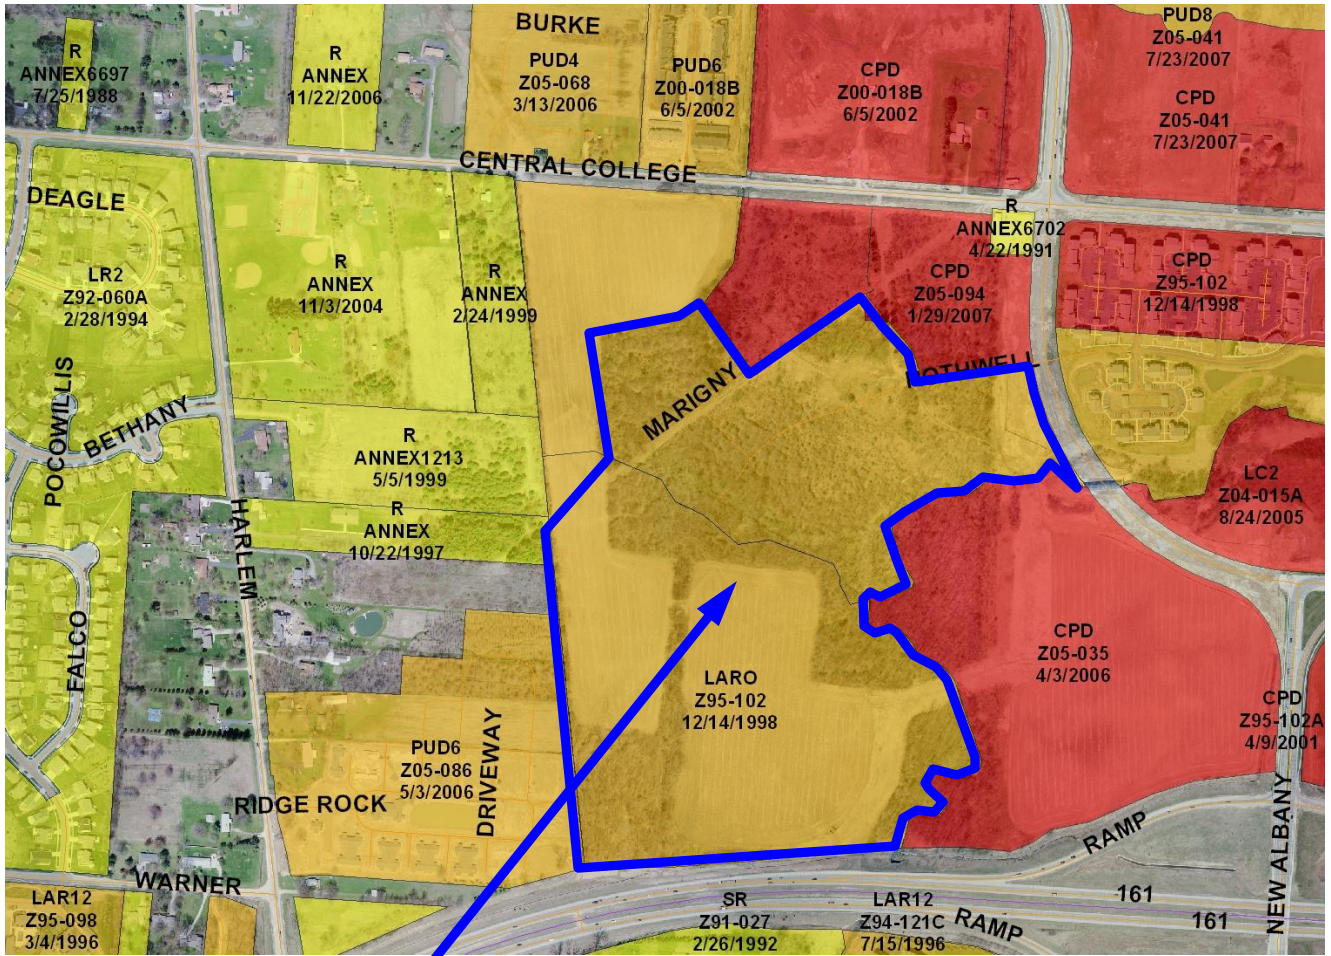 BURKE
PUD4
Z05-068
3/13/2006
PUD6
Z00-018B
6/5/2002
CPD
Z00-018B
6/5/2002
PUD8
Z05-041
7/23/2007
CPD
Z05-041
7/23/2007
R
ANNEX6697
7/25/1988
R
ANNEX
11/22/2006
CENTRAL COLLEGE
DEAGLE
LR2
Z92-060A
2/28/1994
R
ANNEX
11/3/2004
R
ANNEX
2/24/1999
R
ANNEX6702
4/22/1991
CPD
Z05-094
1/29/2007
CPD
Z95-102
12/14/1998
HOTHWELL
MARIGNY
POCOWILLIS
BETHANY
R
ANNEX1213
5/5/1999
R
ANNEX
10/22/1997
HARLEM
LC2
Z04-015A
8/24/2005
FALCO
LARO
Z95-102
12/14/1998
CPD
Z05-035
4/3/2006
CPD
Z95-102A
4/9/2001
PUD6
Z05-086
5/3/2006
DRIVEWAY
RIDGE ROCK
RAMP
NEW ALBANY
WARNER
LAR12
Z95-098
3/4/1996
SR
Z91-027
2/26/1992
LAR12
Z94-121C
7/15/1996
RAMP
161
161